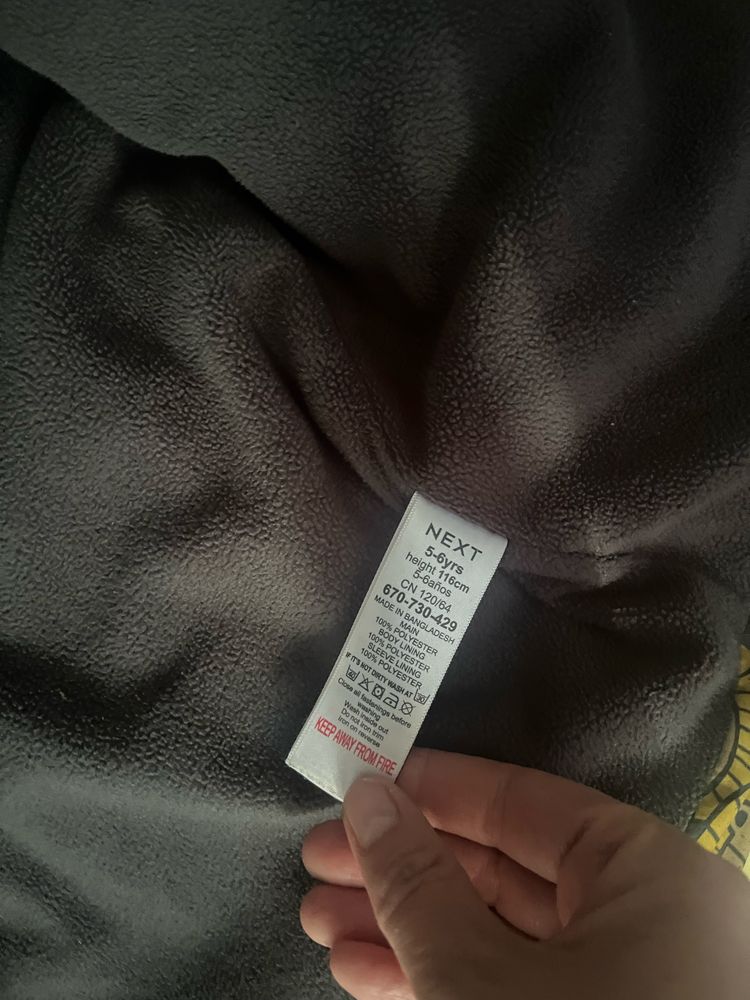 NEXT
5-6yrs
height 116cm
5-6años
CN 120/64
670-730-429
MADE IN BANGLADESH
MAIN
100% POLYESTER
BODY LINING
100% POLYESTER
SLEEVE LINING
100% POLYESTER
IF IT'S NOT DIRTY WASH AT 30
Close all fastenings before
washing
Wash inside out
Do not iron trim
Iron on reverse
KEEP AWAY FROM FIRE